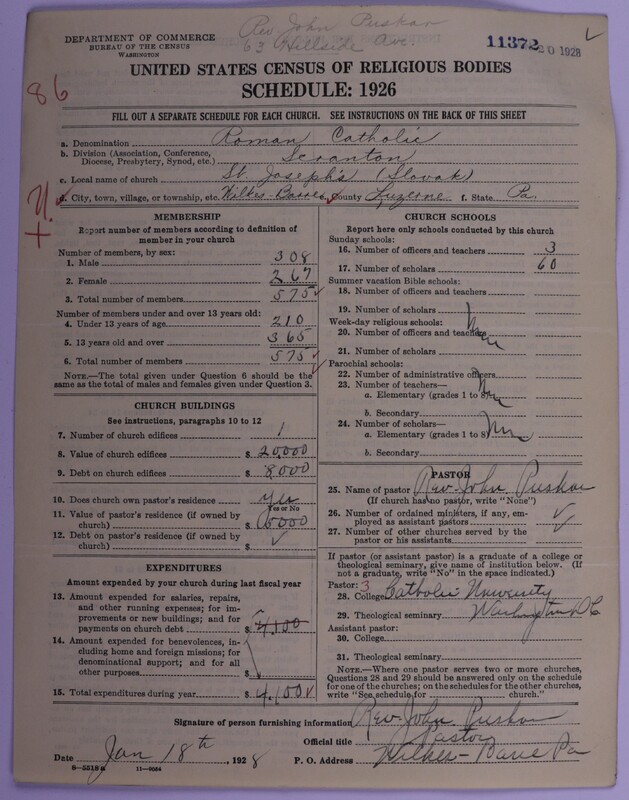 Rev John Puskar
63 Hillside Ave.
DEPARTMENT OF COMMERCE
BUREAU OF THE CENSUS
WASHINGTON
11372
0 1928
86
UNITED STATES CENSUS OF RELIGIOUS BODIES
SCHEDULE: 1926
FILL OUT A SEPARATE SCHEDULE FOR EACH CHURCH. SEE INSTRUCTIONS ON THE BACK OF THIS SHEET
a. Denomination Roman Catholic
b. Division (Association, Conference, Diocese, Presbytery, Synod, etc.) Scranton
c. Local name of church St. Joseph's (Slovak)
d. City, town, village, or township, etc. Wilkes-Barre, County Luzerne f. State Pa.
MEMBERSHIP
Report number of members according to definition of member in your church
Number of members, by sex:
1. Male 308
2. Female 267
3. Total number of members 575
Number of members under and over 13 years old:
4. Under 13 years of age 210
5. 13 years old and over 365
6. Total number of members 575
NOTE.—The total given under Question 6 should be the same as the total of males and females given under Question 3.
CHURCH BUILDINGS
See instructions, paragraphs 10 to 12
7. Number of church edifices 1
8. Value of church edifices $ 20,000
9. Debt on church edifices $ 8000
10. Does church own pastor's residence yes
Yes or No
11. Value of pastor's residence (if owned by church) $ 6000
12. Debt on pastor's residence (if owned by church) $
EXPENDITURES
Amount expended by your church during last fiscal year
13. Amount expended for salaries, repairs, and other running expenses; for improvements or new buildings; and for payments on church debt $ 4,100
14. Amount expended for benevolences, including home and foreign missions; for denominational support; and for all other purposes $
15. Total expenditures during year $ 4,100
CHURCH SCHOOLS
Report here only schools conducted by this church
Sunday schools:
16. Number of officers and teachers 3
17. Number of scholars 60
Summer vacation Bible schools:
18. Number of officers and teachers
19. Number of scholars
Week-day religious schools:
20. Number of officers and teachers
21. Number of scholars
Parochial schools:
22. Number of administrative officers
23. Number of teachers—
a. Elementary (grades 1 to 8)
b. Secondary
24. Number of scholars—
a. Elementary (grades 1 to 8)
b. Secondary
PASTOR
25. Name of pastor Rev. John Puskar
(If church has no pastor, write "None")
26. Number of ordained ministers, if any, employed as assistant pastors
27. Number of other churches served by the pastor or his assistants
If pastor (or assistant pastor) is a graduate of a college or theological seminary, give name of institution below. (If not a graduate, write "No" in the space indicated.)
Pastor: 3
28. College Catholic University
29. Theological seminary Washington D C
Assistant pastor:
30. College
31. Theological seminary
NOTE.—Where one pastor serves two or more churches, Questions 28 and 29 should be answered only on the schedule for one of the churches; on the schedules for the other churches, write "See schedule for church."
Signature of person furnishing information Rev. John Puskar
Official title Pastor
Date Jan 18th, 1928 P. O. Address Wilkes-Barre Pa
8—5518a 11—9064